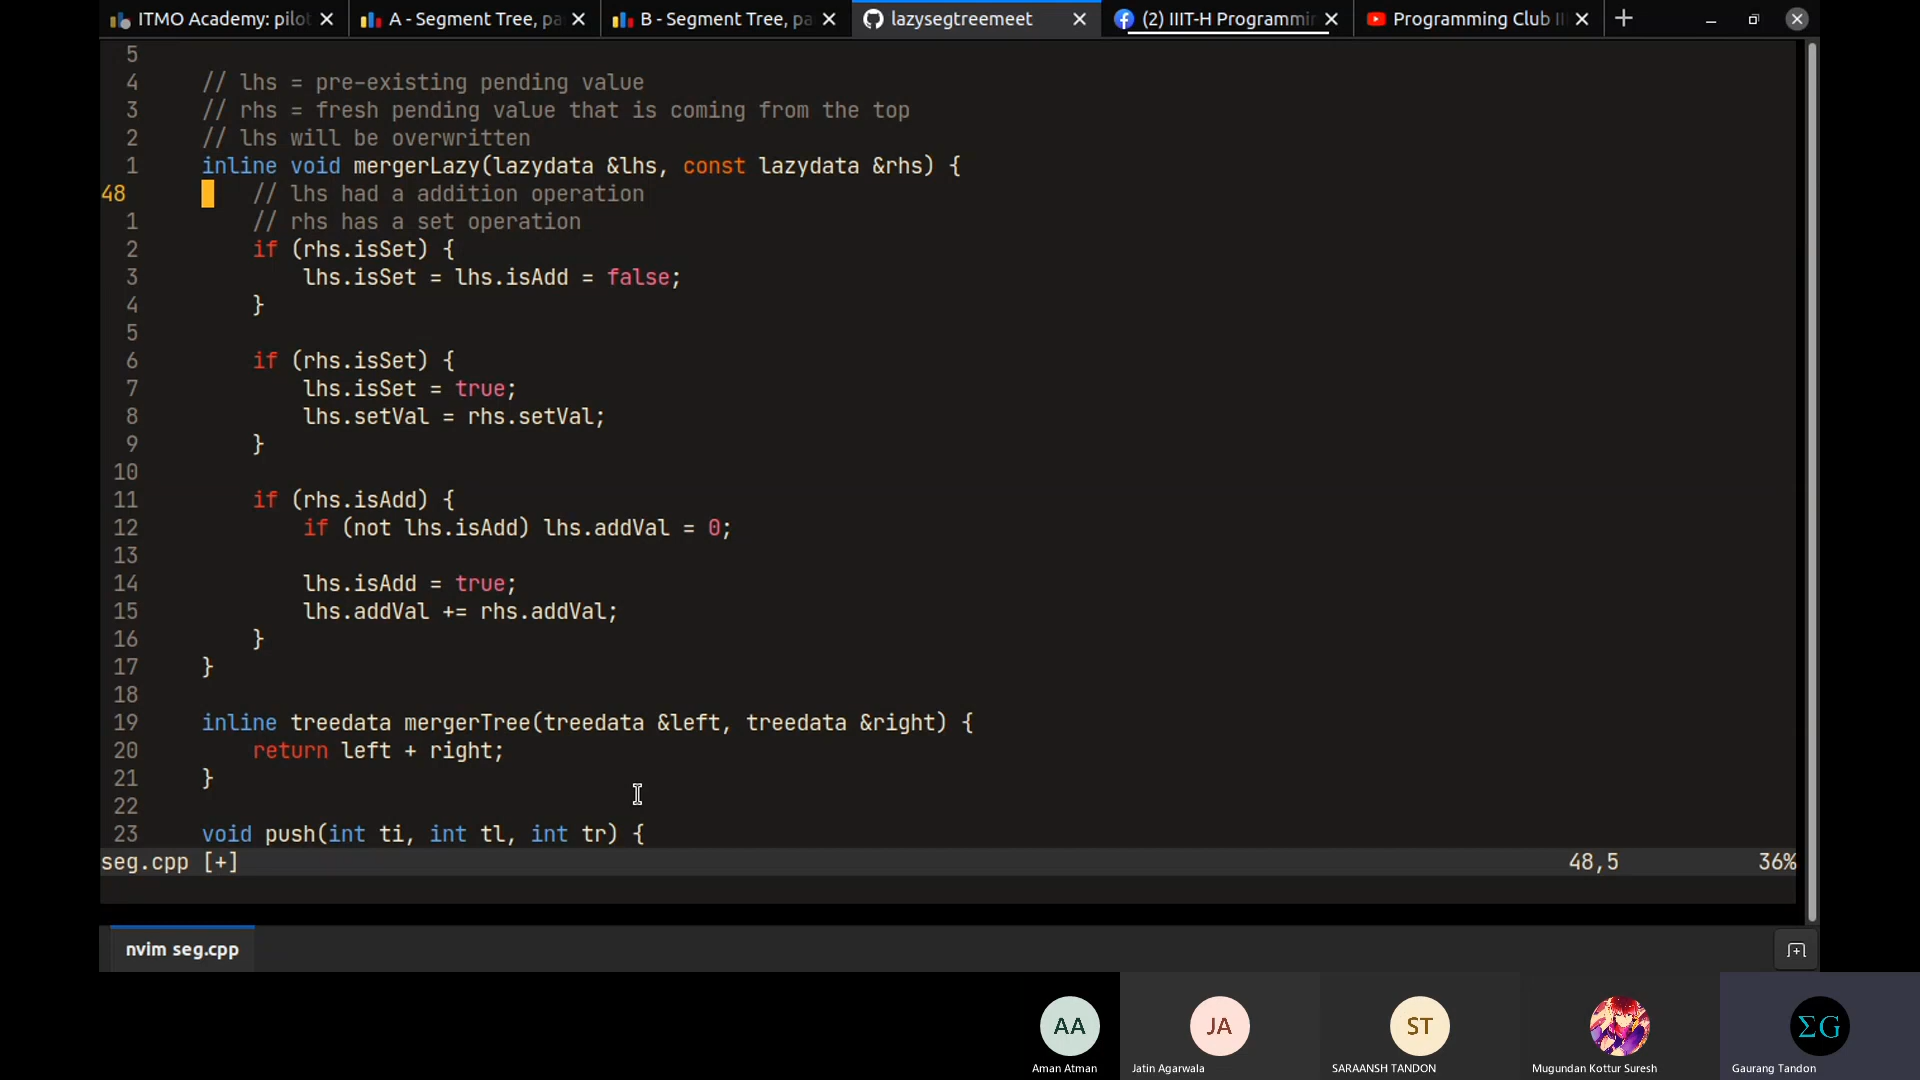 ITMO Academy: pilot
A - Segment Tree, pa
B - Segment Tree, pa
lazysegtreemeet
(2) IIIT-H Programmin
Programming Club II
5
4 // lhs = pre-existing pending value
3 // rhs = fresh pending value that is coming from the top
2 // lhs will be overwritten
1 inline void mergerLazy(lazydata &lhs, const lazydata &rhs) {
48 // lhs had a addition operation
1 // rhs has a set operation
2 if (rhs.isSet) {
3 lhs.isSet = lhs.isAdd = false;
4 }
5
6 if (rhs.isSet) {
7 lhs.isSet = true;
8 lhs.setVal = rhs.setVal;
9 }
10
11 if (rhs.isAdd) {
12 if (not lhs.isAdd) lhs.addVal = 0;
13
14 lhs.isAdd = true;
15 lhs.addVal += rhs.addVal;
16 }
17 }
18
19 inline treedata mergerTree(treedata &left, treedata &right) {
20 return left + right;
21 }
22
23 void push(int ti, int tl, int tr) {
seg.cpp [+] 48,5 36%
nvim seg.cpp
AA JA ST ΣG
Aman Atman Jatin Agarwala SARAANSH TANDON Mugundan Kottur Suresh Gaurang Tandon